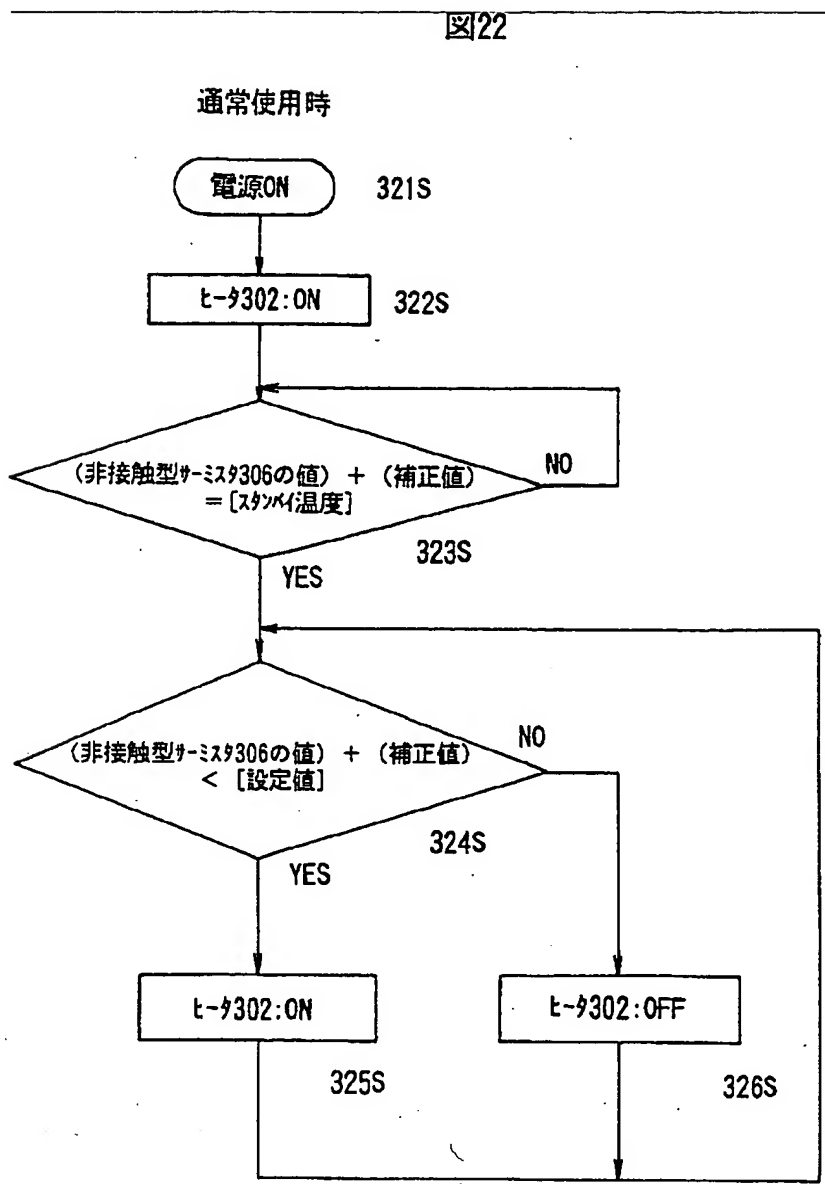 図22
通常使用時
電源ON
321S
ﾋｰﾀ302:ON
322S
(非接触型ｻｰﾐｽﾀ306の値) + (補正値)
= [ｽﾀﾝﾊﾞｲ温度]
NO
323S
YES
(非接触型ｻｰﾐｽﾀ306の値) + (補正値)
< [設定値]
NO
324S
YES
ﾋｰﾀ302:ON
ﾋｰﾀ302:OFF
325S
326S